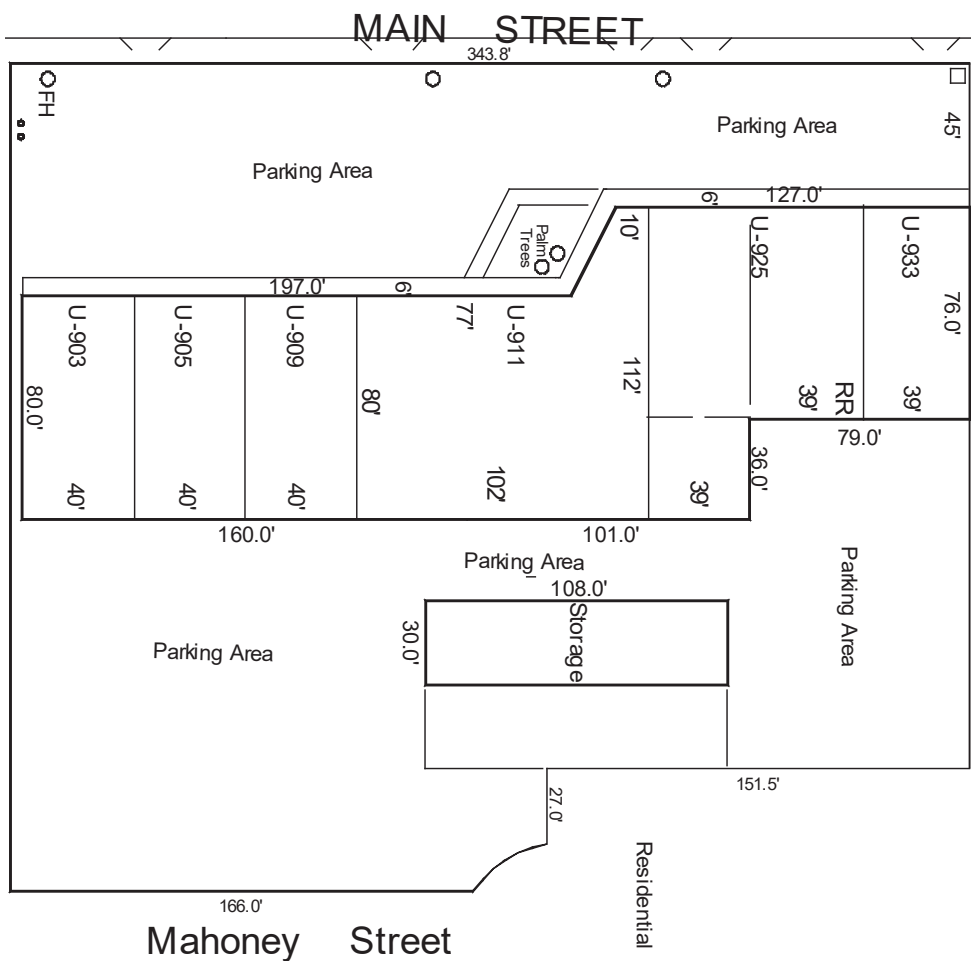 MAIN STREET
343.8'
FH
45'
Parking Area
Parking Area
127.0'
6'
10'
Palm
Trees
U-925
U-933
197.0'
6'
77'
U-903
U-905
U-909
U-911
76.0'
112'
80.0'
80'
39'
RR
39'
79.0'
40'
40'
40'
102'
39'
36.0'
160.0'
101.0'
Parking Area
108.0'
Storage
30.0'
Parking Area
Parking Area
151.5'
27.0'
Residential
166.0'
Mahoney Street